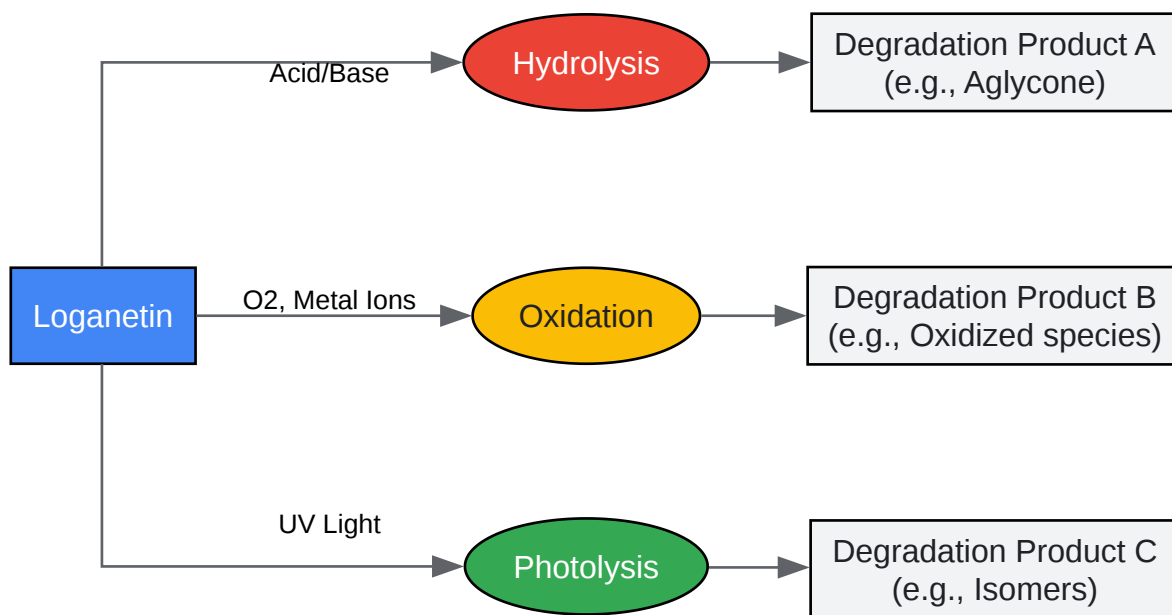 Acid/Base
Hydrolysis
Degradation Product A
(e.g., Aglycone)
Loganetin
O2, Metal Ions
Oxidation
Degradation Product B
(e.g., Oxidized species)
UV Light
Photolysis
Degradation Product C
(e.g., Isomers)